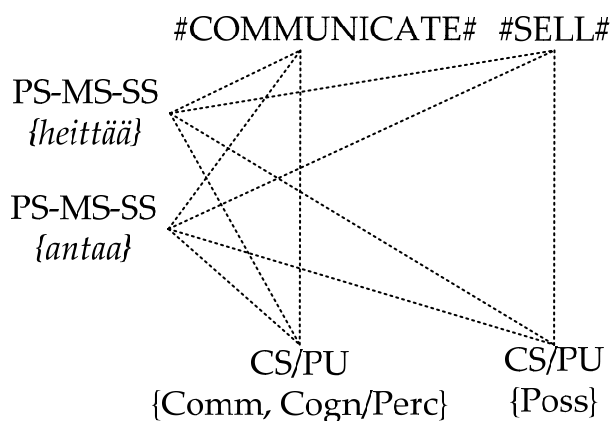 #COMMUNICATE# #SELL#
PS-MS-SS
{heittää}
PS-MS-SS
{antaa}
CS/PU CS/PU
{Comm, Cogn/Perc} {Poss}